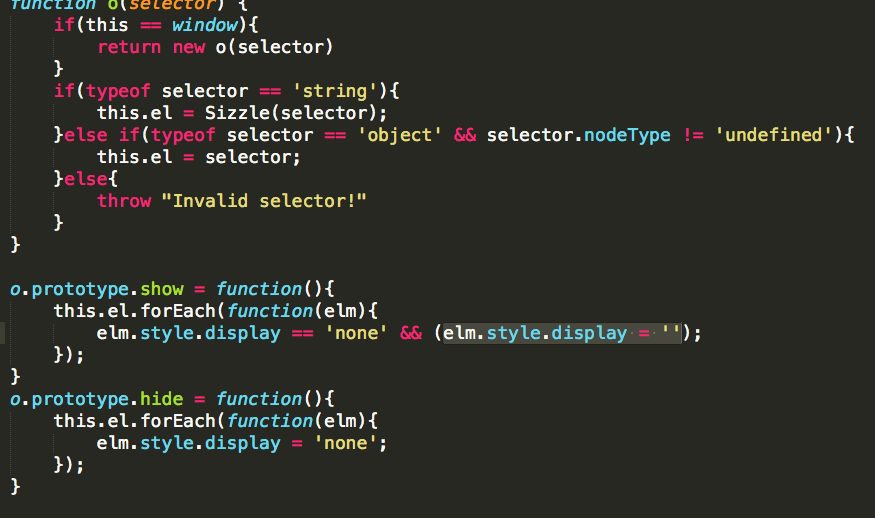 function o(selector) {
    if(this == window){
        return new o(selector)
    }
    if(typeof selector == 'string'){
        this.el = Sizzle(selector);
    }else if(typeof selector == 'object' && selector.nodeType != 'undefined'){
        this.el = selector;
    }else{
        throw "Invalid selector!"
    }
}

o.prototype.show = function(){
    this.el.forEach(function(elm){
        elm.style.display == 'none' && (elm.style.display = '');
    });
}
o.prototype.hide = function(){
    this.el.forEach(function(elm){
        elm.style.display = 'none';
    });
}